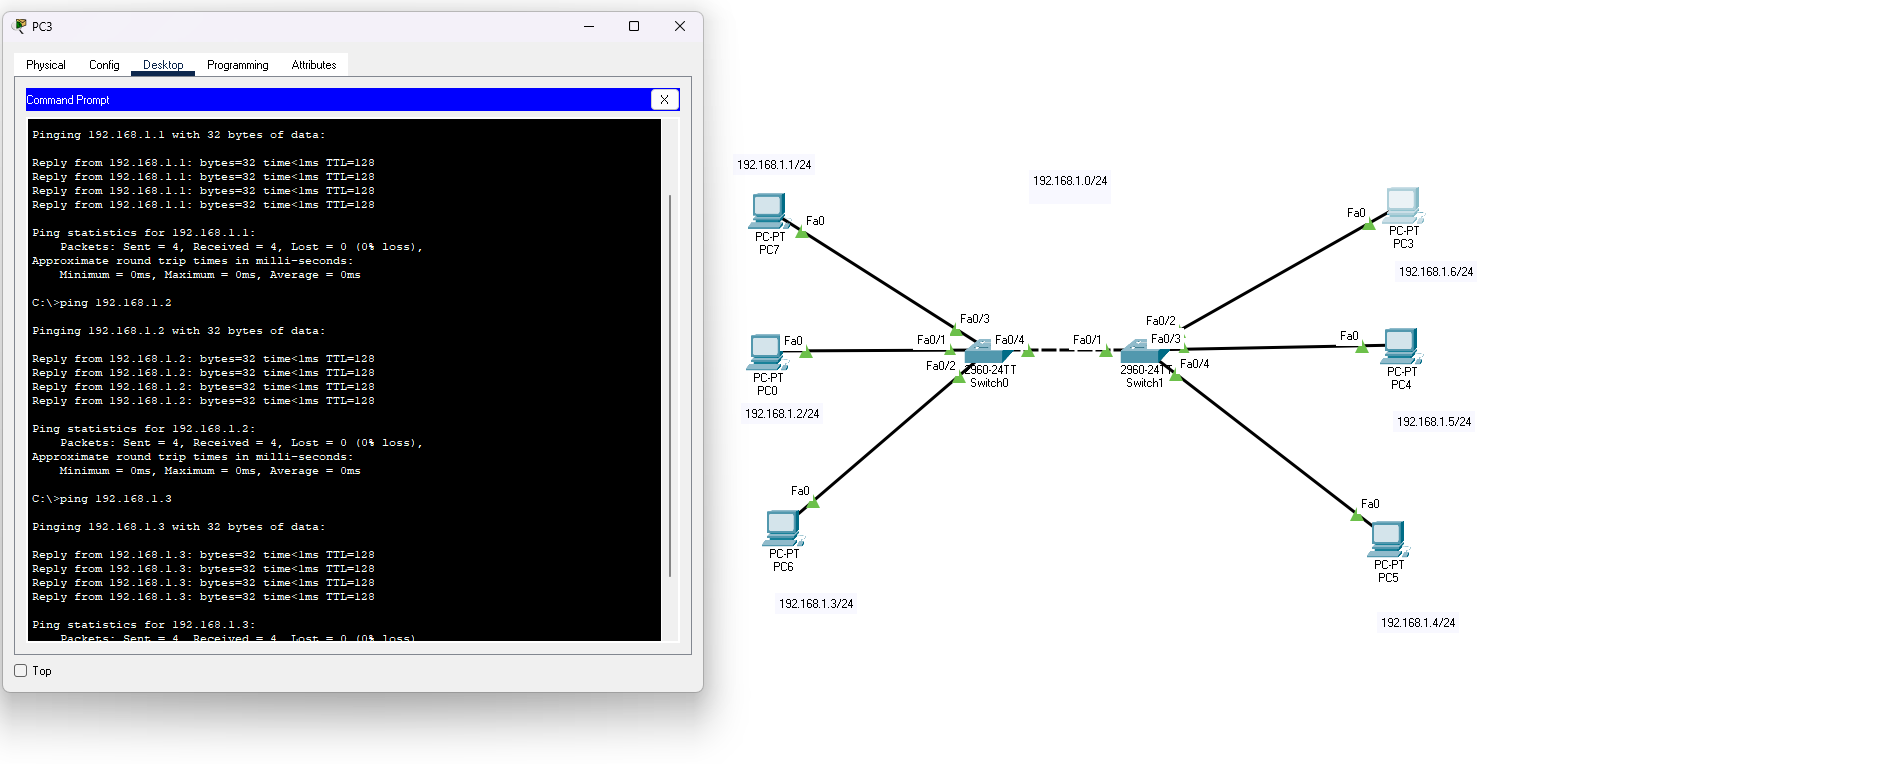 PC3
Physical Config Desktop Programming Attributes
Command Prompt X
Pinging 192.168.1.1 with 32 bytes of data:
Reply from 192.168.1.1: bytes=32 time<1ms TTL=128
Reply from 192.168.1.1: bytes=32 time<1ms TTL=128
Reply from 192.168.1.1: bytes=32 time<1ms TTL=128
Reply from 192.168.1.1: bytes=32 time<1ms TTL=128
Ping statistics for 192.168.1.1:
Packets: Sent = 4, Received = 4, Lost = 0 (0% loss),
Approximate round trip times in milli-seconds:
Minimum = 0ms, Maximum = 0ms, Average = 0ms
C:\>ping 192.168.1.2
Pinging 192.168.1.2 with 32 bytes of data:
Reply from 192.168.1.2: bytes=32 time<1ms TTL=128
Reply from 192.168.1.2: bytes=32 time<1ms TTL=128
Reply from 192.168.1.2: bytes=32 time<1ms TTL=128
Reply from 192.168.1.2: bytes=32 time<1ms TTL=128
Ping statistics for 192.168.1.2:
Packets: Sent = 4, Received = 4, Lost = 0 (0% loss),
Approximate round trip times in milli-seconds:
Minimum = 0ms, Maximum = 0ms, Average = 0ms
C:\>ping 192.168.1.3
Pinging 192.168.1.3 with 32 bytes of data:
Reply from 192.168.1.3: bytes=32 time<1ms TTL=128
Reply from 192.168.1.3: bytes=32 time<1ms TTL=128
Reply from 192.168.1.3: bytes=32 time<1ms TTL=128
Reply from 192.168.1.3: bytes=32 time<1ms TTL=128
Ping statistics for 192.168.1.3:
Packets: Sent = 4, Received = 4, Lost = 0 (0% loss)
Top
192.168.1.1/24
Fa0
PC-PT
PC7
192.168.1.0/24
Fa0
PC-PT
PC3
192.168.1.6/24
Fa0/3
Fa0/1
Fa0/4
Fa0/2
2960-24TT
Switch0
Fa0/2
Fa0/1
Fa0/3
Fa0/4
2960-24TT
Switch1
Fa0
PC-PT
PC0
192.168.1.2/24
Fa0
PC-PT
PC4
192.168.1.5/24
Fa0
PC-PT
PC6
192.168.1.3/24
Fa0
PC-PT
PC5
192.168.1.4/24